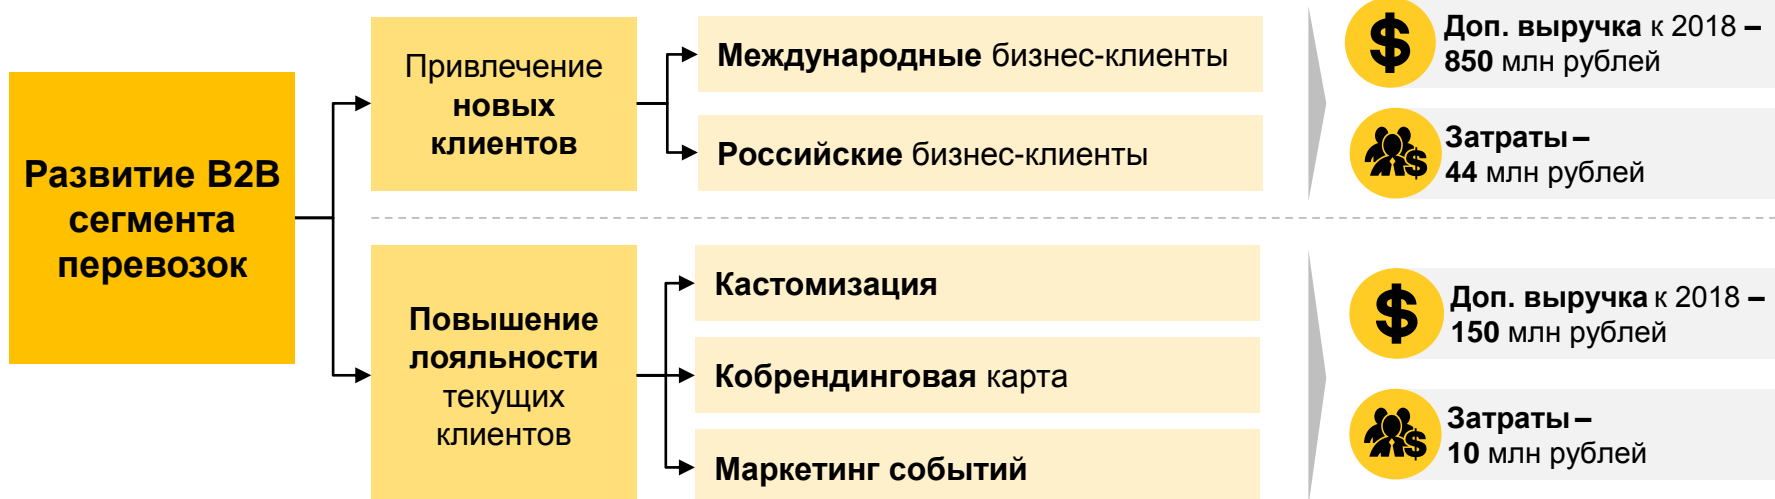 Развитие B2B
сегмента
перевозок
Привлечение
новых
клиентов
Международные бизнес-клиенты
Российские бизнес-клиенты
Доп. выручка к 2018 –
850 млн рублей
Затраты –
44 млн рублей
Повышение
лояльности
текущих
клиентов
Кастомизация
Кобрендинговая карта
Маркетинг событий
Доп. выручка к 2018 –
150 млн рублей
Затраты –
10 млн рублей